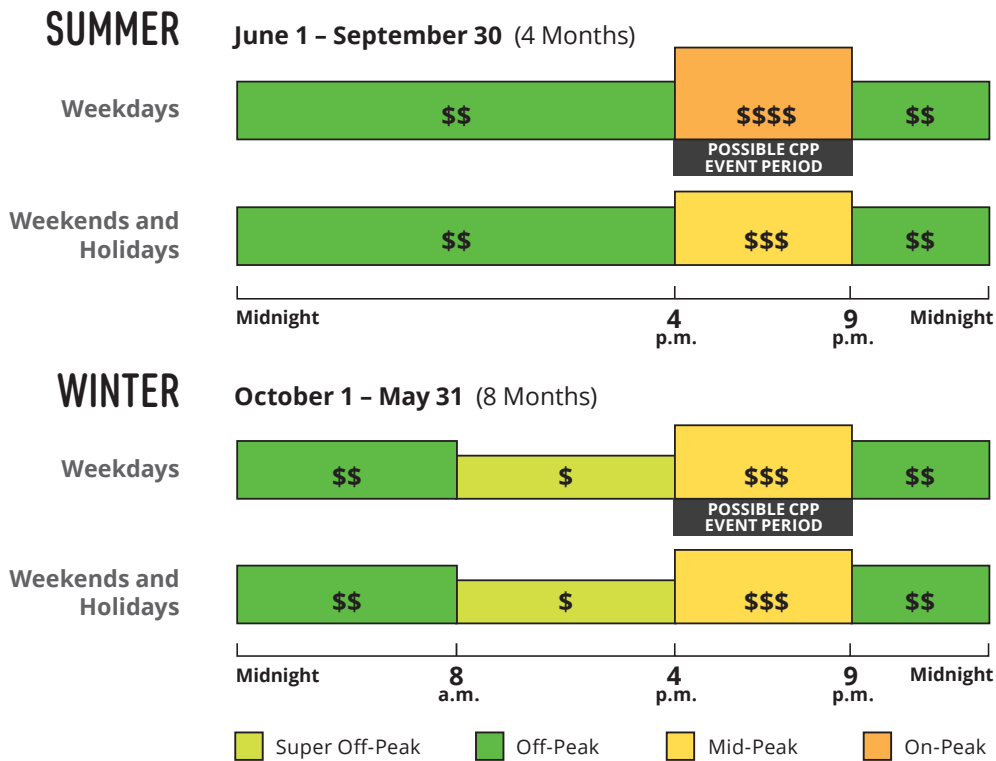 SUMMER June 1 – September 30 (4 Months)
Weekdays
$$ $$$$ $$
POSSIBLE CPP
EVENT PERIOD
Weekends and
Holidays
$$ $$$ $$
Midnight 4 p.m. 9 p.m. Midnight
WINTER October 1 – May 31 (8 Months)
Weekdays
$$ $ $$$ $$
POSSIBLE CPP
EVENT PERIOD
Weekends and
Holidays
$$ $ $$$ $$
Midnight 8 a.m. 4 p.m. 9 p.m. Midnight
Super Off-Peak Off-Peak Mid-Peak On-Peak